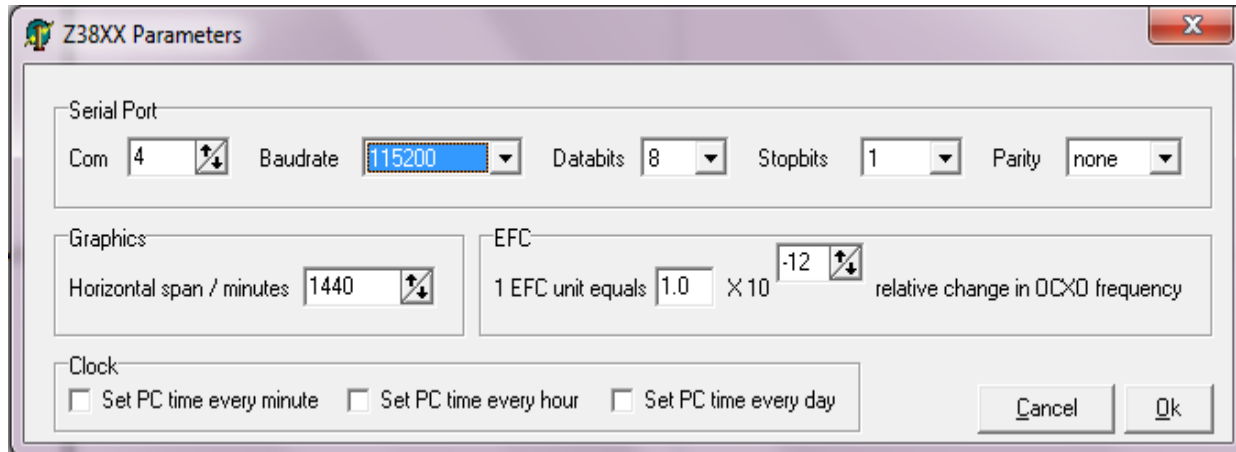 Z38XX Parameters
Serial Port
Com 4 Baudrate 115200 Databits 8 Stopbits 1 Parity none
Graphics
Horizontal span / minutes 1440
EFC
1 EFC unit equals 1.0 X 10 -12 relative change in OCXO frequency
Clock
Set PC time every minute Set PC time every hour Set PC time every day
Cancel Ok